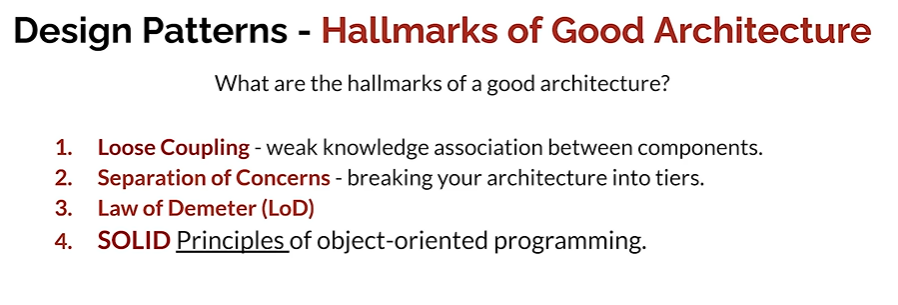 Design Patterns - Hallmarks of Good Architecture
What are the hallmarks of a good architecture?
1. Loose Coupling - weak knowledge association between components.
2. Separation of Concerns - breaking your architecture into tiers.
3. Law of Demeter (LoD)
4. SOLID Principles of object-oriented programming.